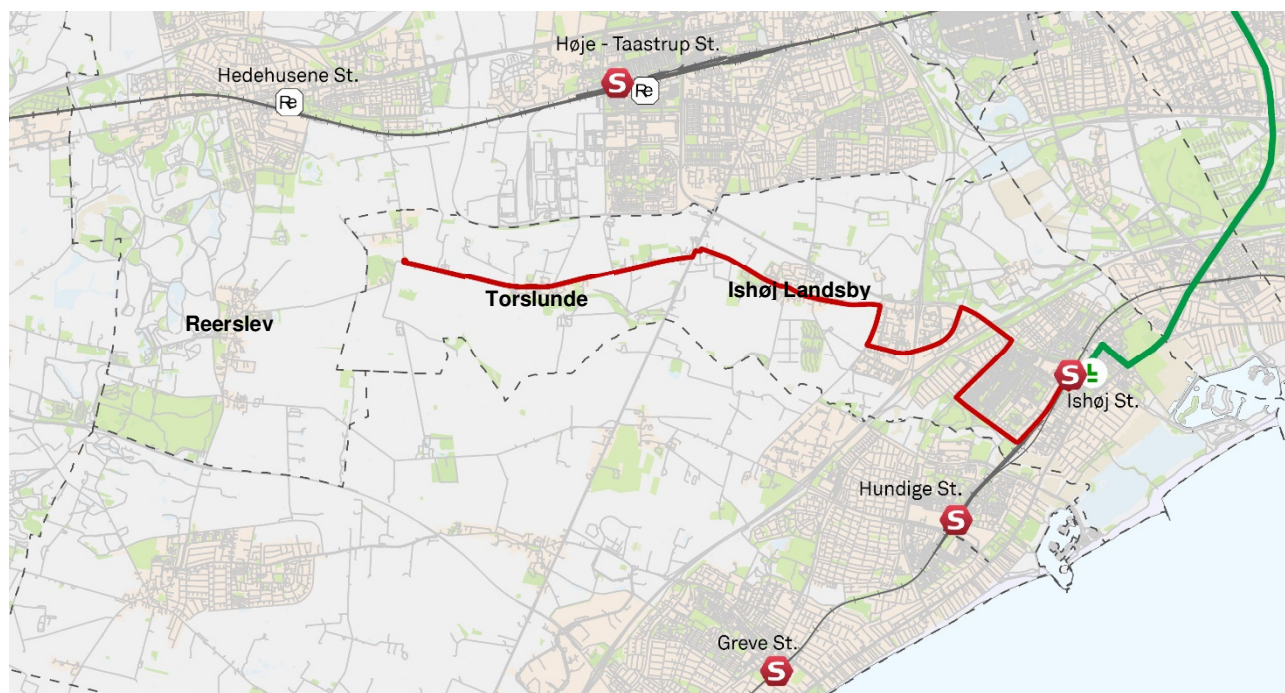 Høje - Taastrup St.
Hedehusene St.
S
Re
Re
Ishøj Landsby
Torslunde
Reerslev
S
L
Ishøj St.
Hundige St.
S
Greve St.
S